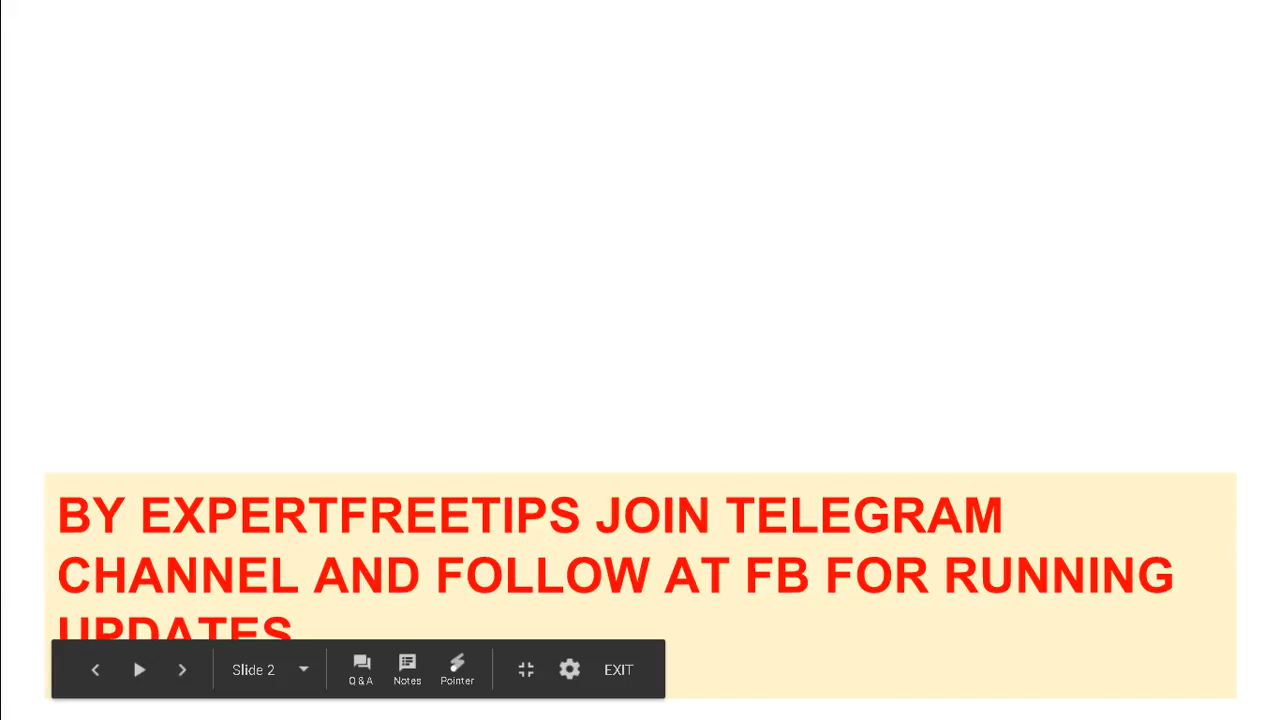 BY EXPERTFREETIPS JOIN TELEGRAM
CHANNEL AND FOLLOW AT FB FOR RUNNING
UPDATES
Slide 2
Q & A
Notes
Pointer
EXIT